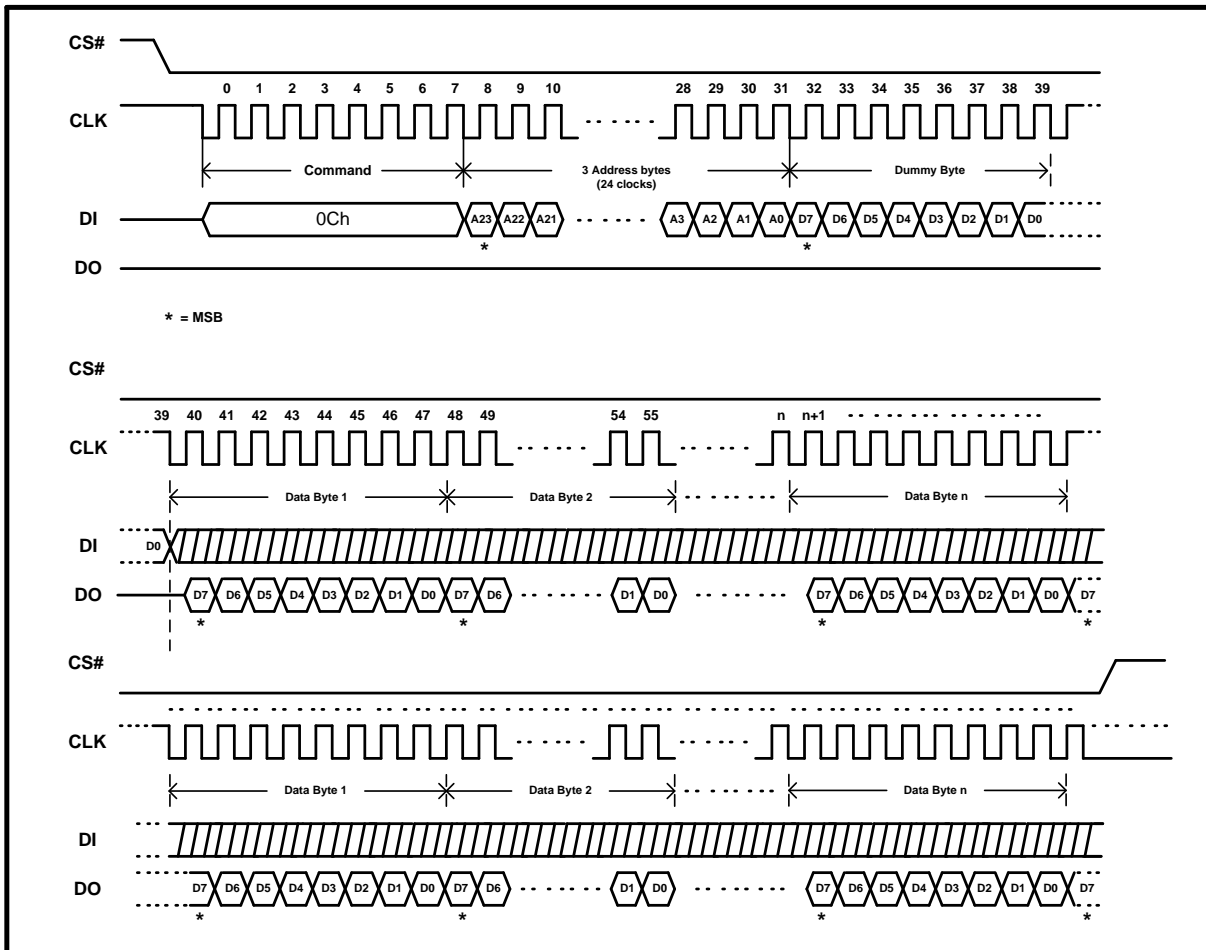 CS#
0 1 2 3 4 5 6 7 8 9 10 28 29 30 31 32 33 34 35 36 37 38 39
CLK
Command 3 Address bytes (24 clocks) Dummy Byte
DI 0Ch A23 A22 A21 A3 A2 A1 A0 D7 D6 D5 D4 D3 D2 D1 D0
* *
DO
* = MSB
CS#
39 40 41 42 43 44 45 46 47 48 49 54 55 n n+1
CLK
Data Byte 1 Data Byte 2 Data Byte n
DI D0
DO D7 D6 D5 D4 D3 D2 D1 D0 D7 D6 D1 D0 D7 D6 D5 D4 D3 D2 D1 D0 D7
* * * *
CS#
CLK
Data Byte 1 Data Byte 2 Data Byte n
DI
DO D7 D6 D5 D4 D3 D2 D1 D0 D7 D6 D1 D0 D7 D6 D5 D4 D3 D2 D1 D0 D7
* * * *